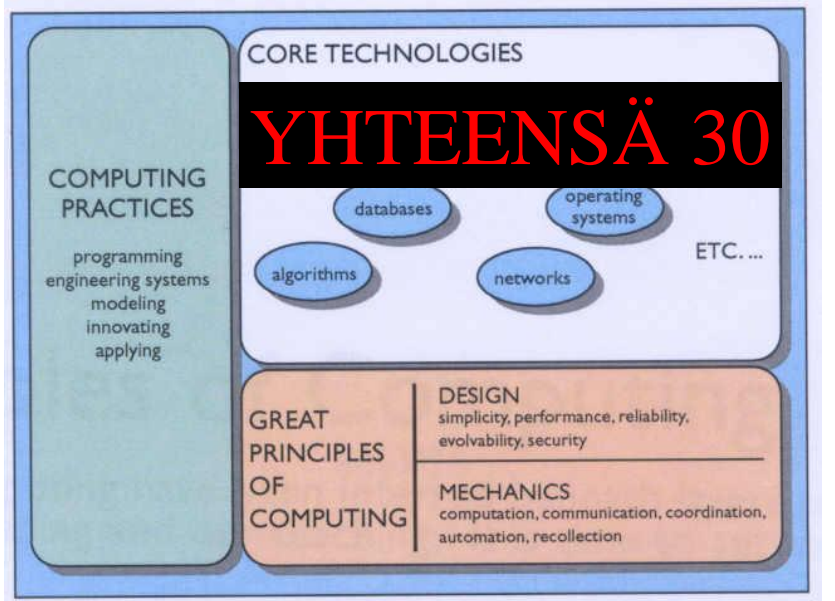 CORE TECHNOLOGIES
YHTEENSÄ 30
COMPUTING
PRACTICES
programming
engineering systems
modeling
innovating
applying
databases
operating
systems
algorithms
networks
ETC. ...
GREAT
PRINCIPLES
OF
COMPUTING
DESIGN
simplicity, performance, reliability,
evolvability, security
MECHANICS
computation, communication, coordination,
automation, recollection